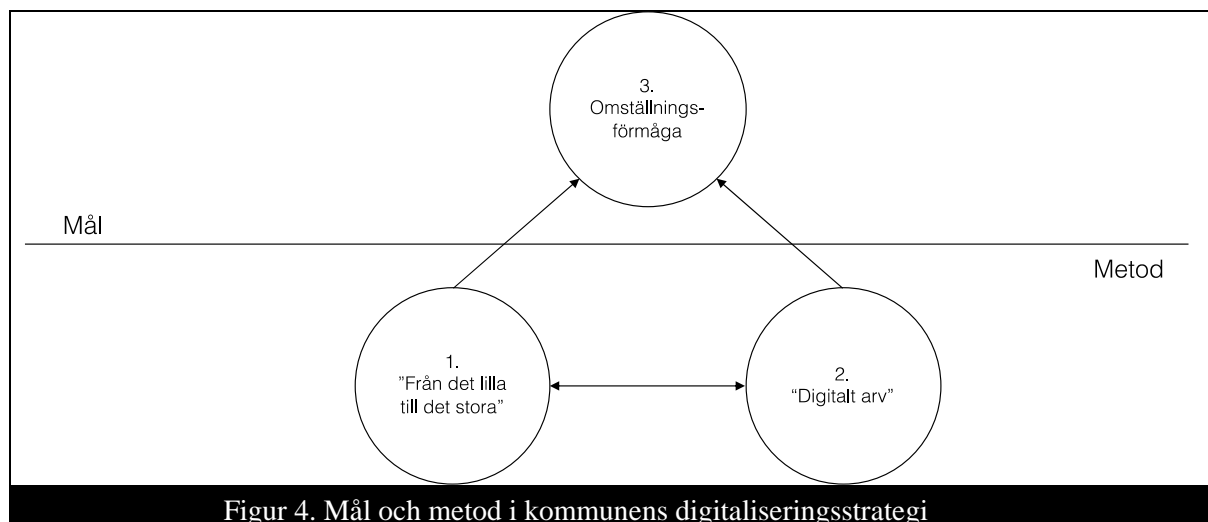 3.
Omställnings-
förmåga
Mål
Metod
1.
”Från det lilla
till det stora”
2.
“Digitalt arv”
Figur 4. Mål och metod i kommunens digitaliseringsstrategi